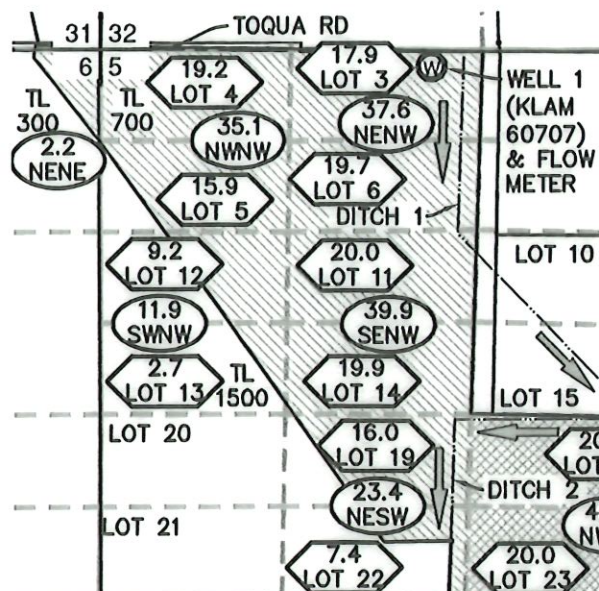 TOQUA RD
31 32
6 5
TL
300
TL
700
19.2
LOT 4
17.9
LOT 3
W
WELL 1
(KLAM
60707)
& FLOW
METER
2.2
NENE
35.1
NWNW
37.6
NENW
15.9
LOT 5
19.7
LOT 6
DITCH 1
9.2
LOT 12
20.0
LOT 11
LOT 10
11.9
SWNW
39.9
SENW
2.7
LOT 13
TL
1500
19.9
LOT 14
LOT 15
LOT 20
16.0
LOT 19
20
LOT
23.4
NESW
DITCH 2
4
NW
LOT 21
7.4
LOT 22
20.0
LOT 23